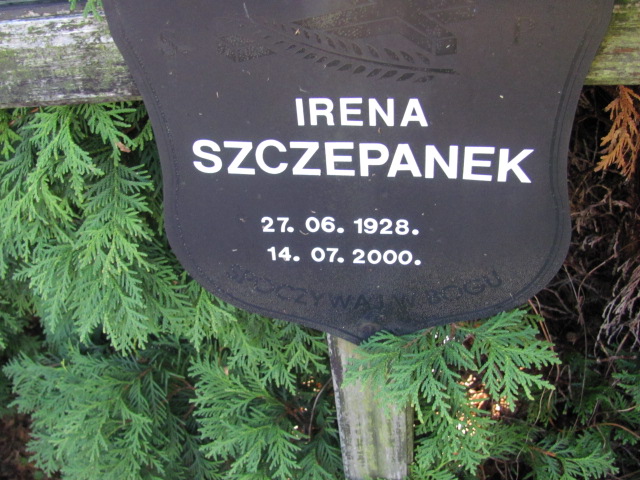 IRENA
SZCZEPANEK
27. 06. 1928.
14. 07. 2000.
SPOCZYWAJ W BOGU